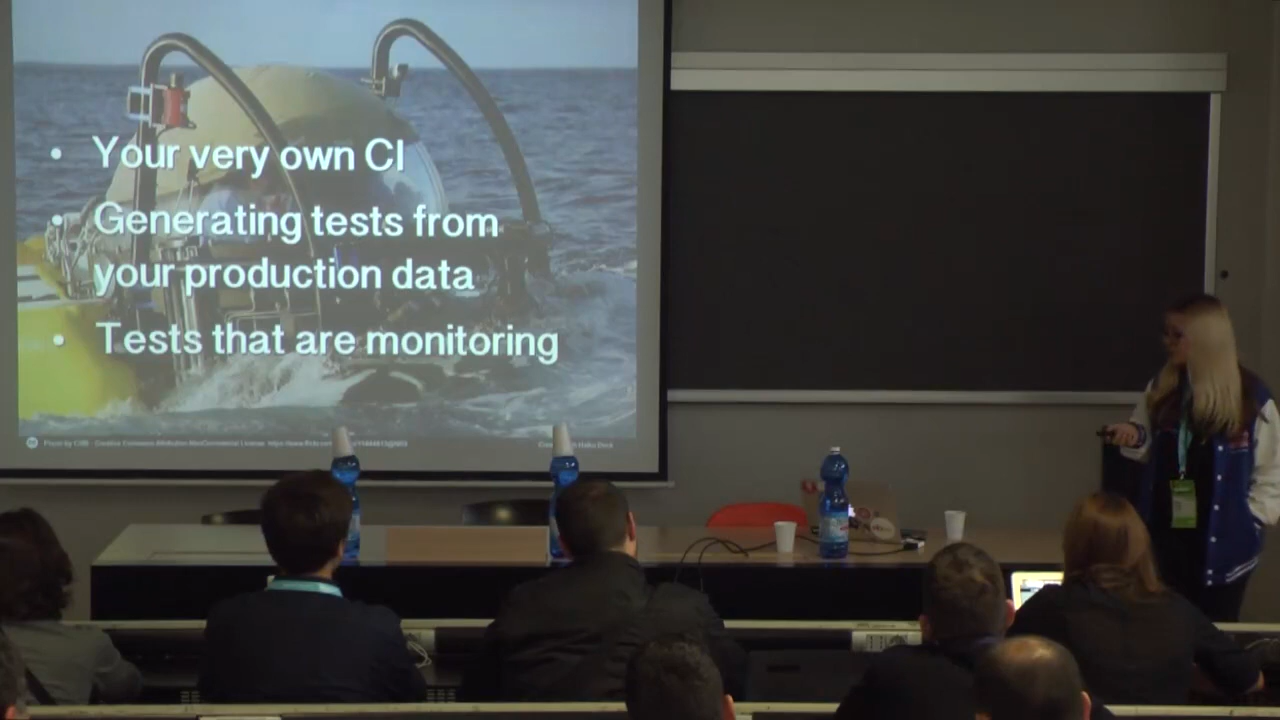 • Your very own CI
• Generating tests from
your production data
• Tests that are monitoring